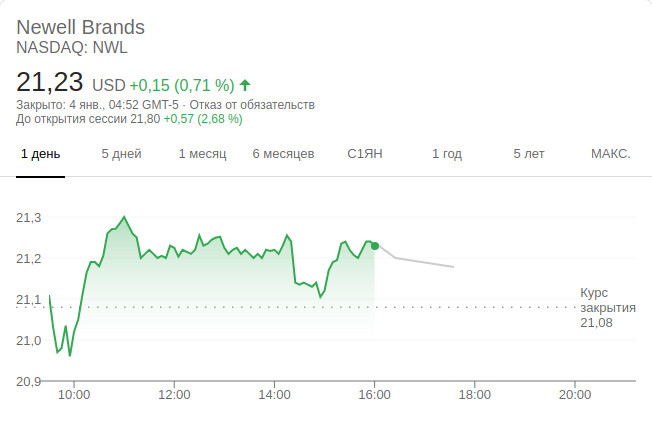 Newell Brands
NASDAQ: NWL
21,23 USD +0,15 (0,71 %)
Закрыто: 4 янв., 04:52 GMT-5 · Отказ от обязательств
До открытия сессии 21,80 +0,57 (2,68 %)
1 день 5 дней 1 месяц 6 месяцев С1ЯН 1 год 5 лет МАКС.
21,3
21,2
21,1
21,0
20,9
Курс
закрытия
21,08
10:00 12:00 14:00 16:00 18:00 20:00